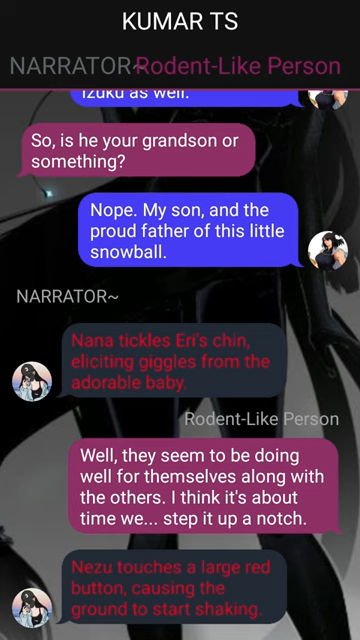 KUMAR TS
NARRATOR~ Rodent-Like Person
Izuku as well.
So, is he your grandson or
something?
Nope. My son, and the
proud father of this little
snowball.
NARRATOR~
Nana tickles Eri's chin,
eliciting giggles from the
adorable baby.
Rodent-Like Person
Well, they seem to be doing
well for themselves along with
the others. I think it's about
time we... step it up a notch.
Nezu touches a large red
button, causing the
ground to start shaking.